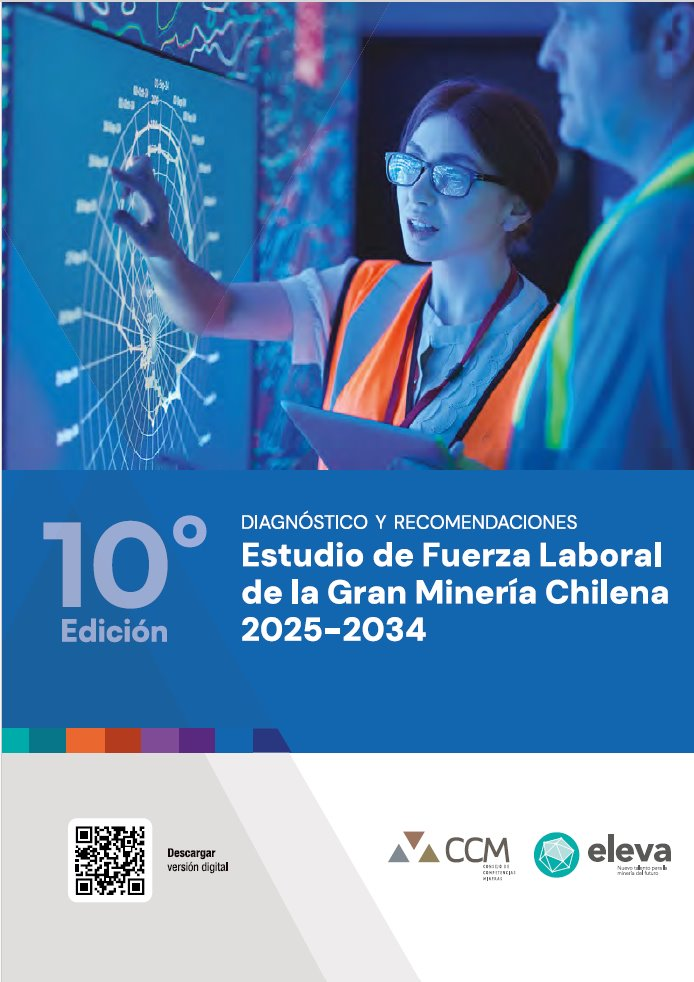 10°
Edición
DIAGNÓSTICO Y RECOMENDACIONES
Estudio de Fuerza Laboral
de la Gran Minería Chilena
2025-2034
Descargar
versión digital
CCM
CONSEJO DE
COMPETENCIAS
MINERAS
eleva
Nuevo talento para la
minería del futuro